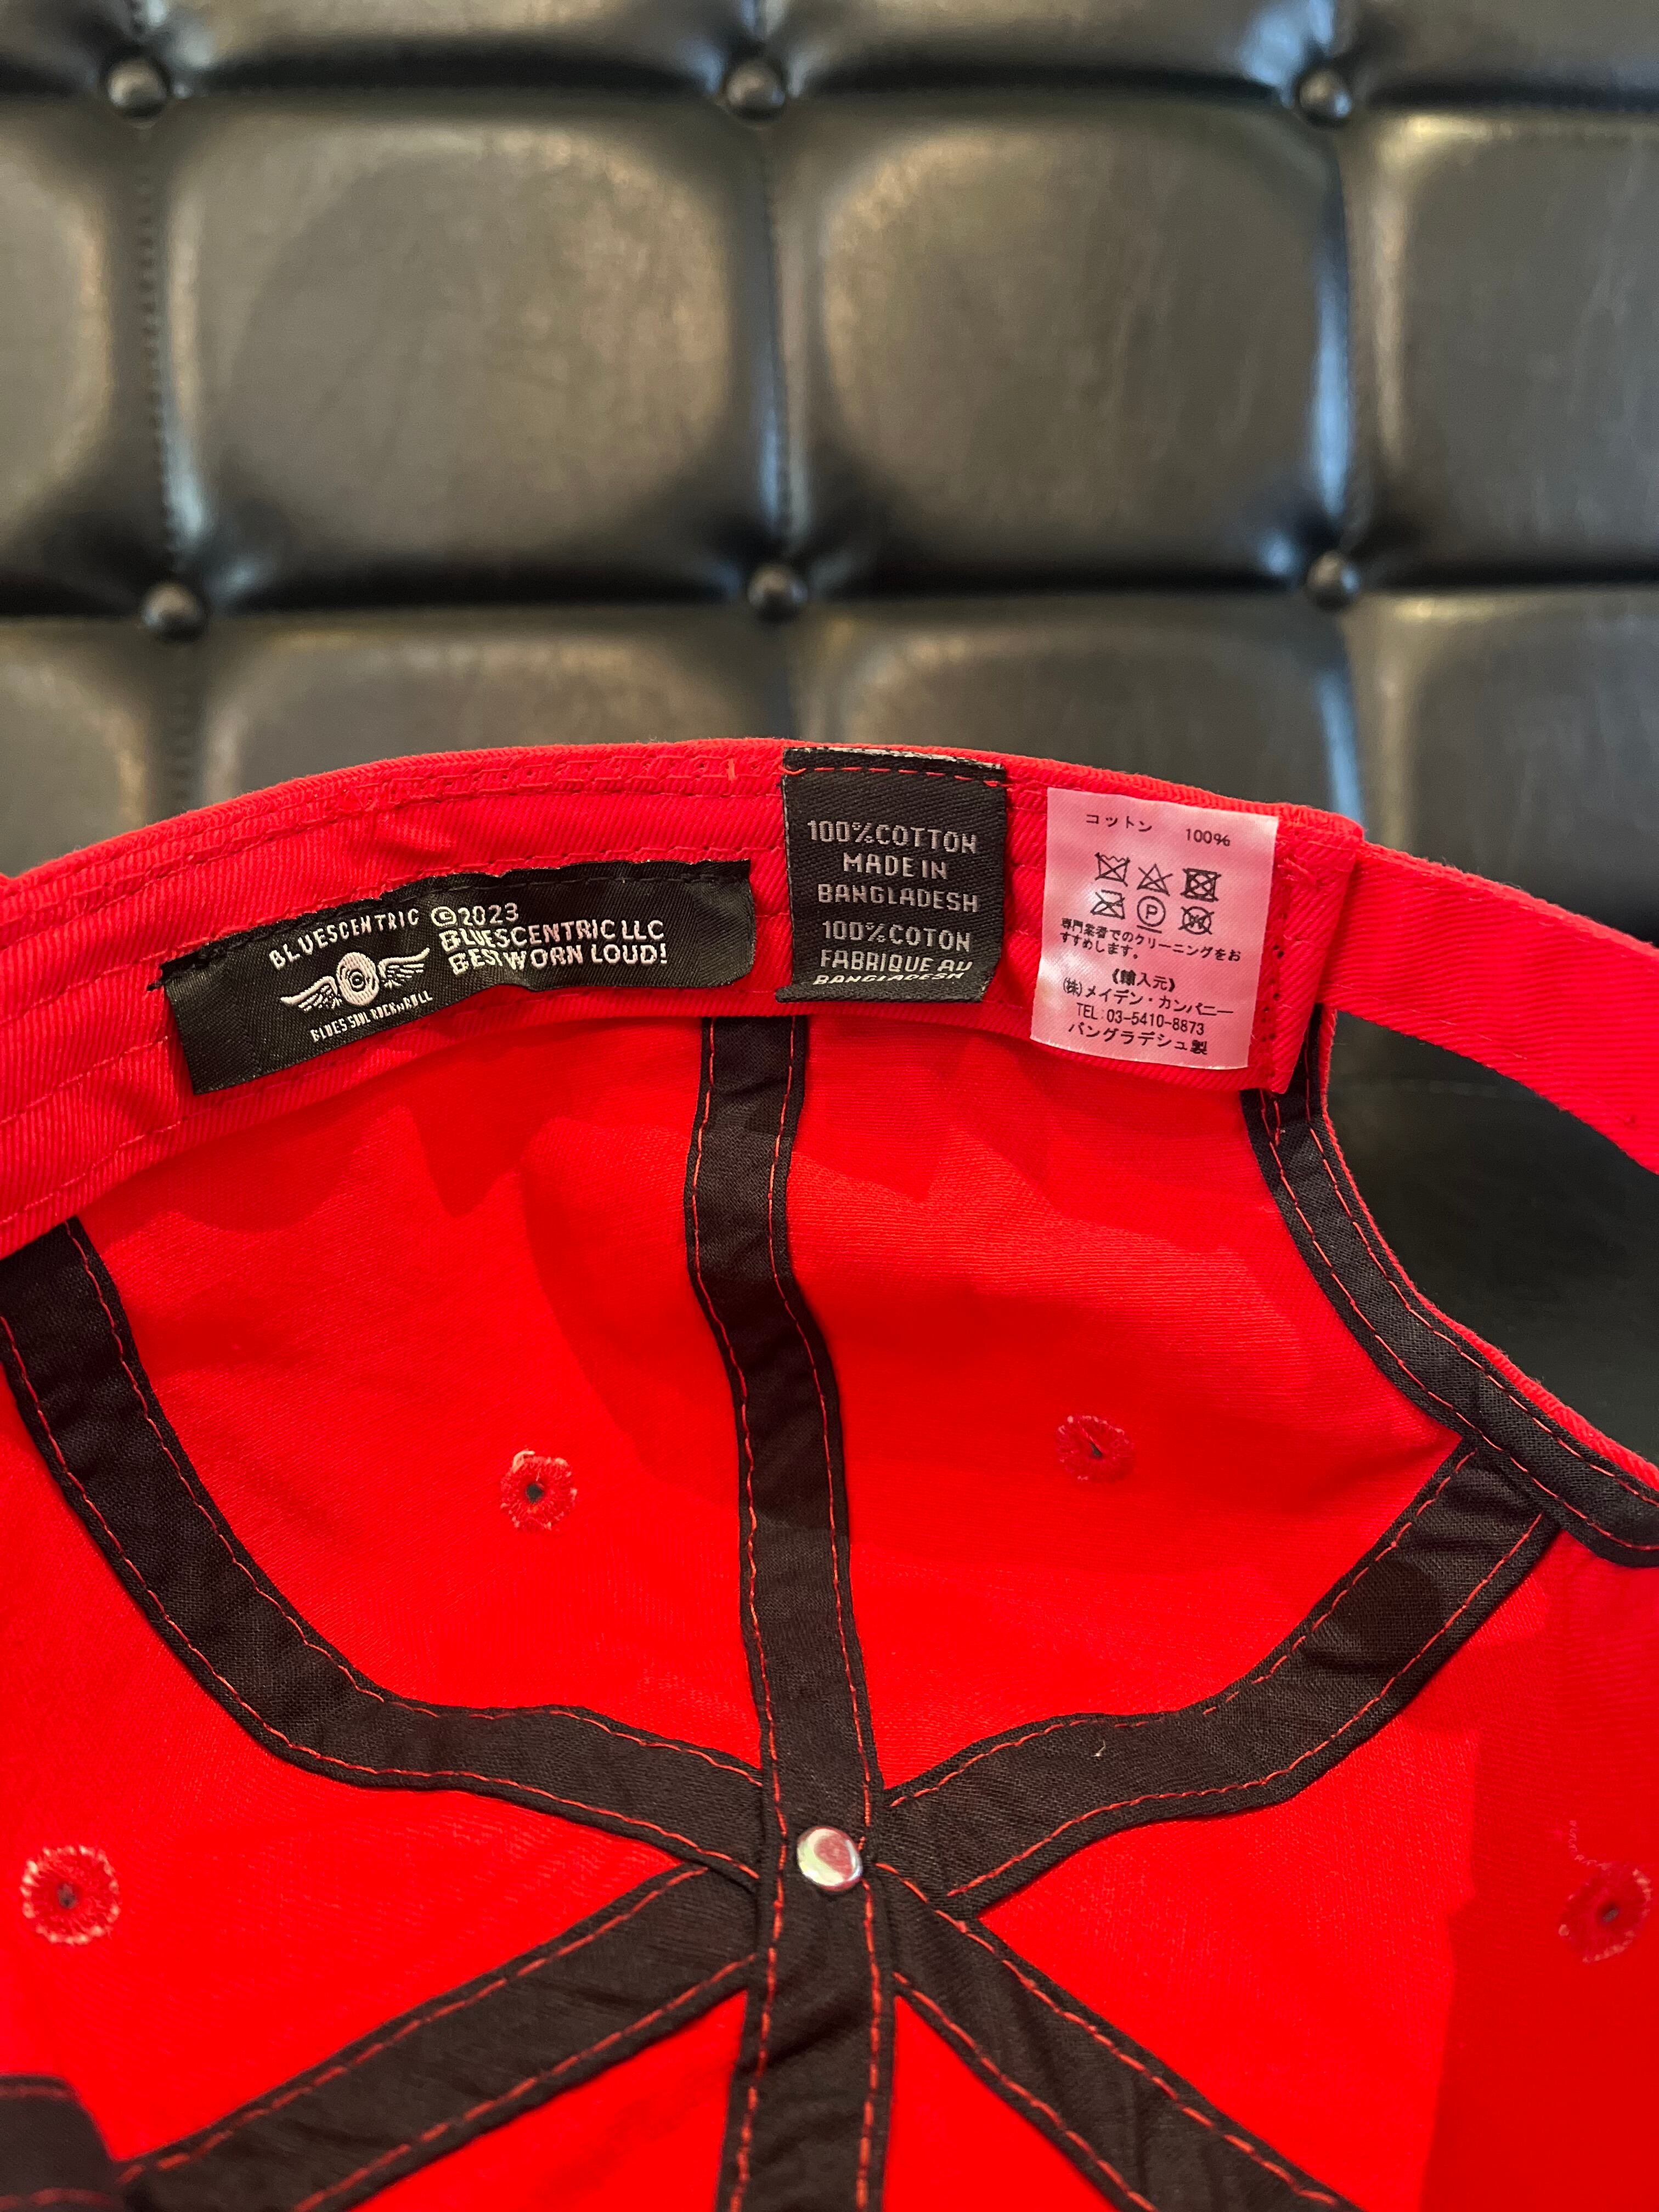 BLUESCENTRIC
BLUES SOUL ROCK N ROLL
©2023
BLUESCENTRIC LLC
BEST WORN LOUD!
100%COTTON
MADE IN
BANGLADESH
100%COTON
FABRIQUE AU
BANGLADESH
コットン 100%
P
W
専門業者でのクリーニングをお
すすめします。
《輸入元》
(株)メイデン・カンパニー
TEL:03-5410-8873
バングラデシュ製